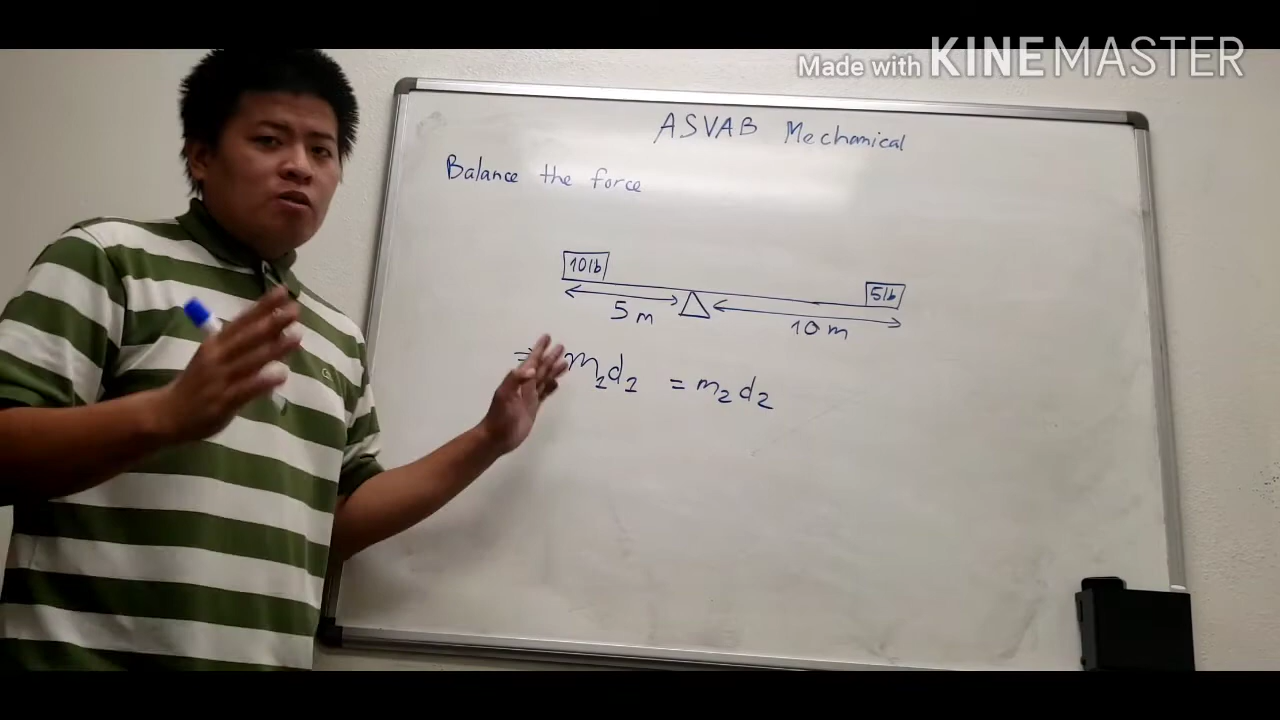 Made with KINEMASTER
ASVAB Mechanical
Balance the force
10lb
5lb
5 m
10 m
m₁d₁ = m₂d₂